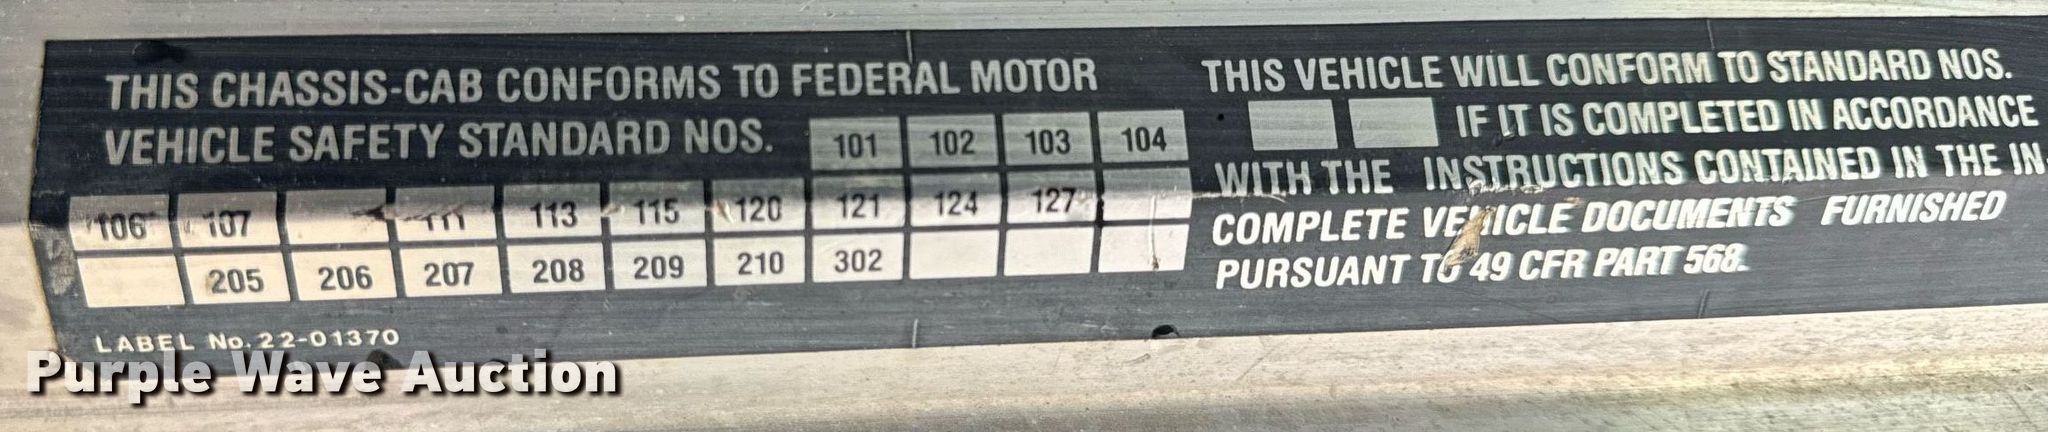 THIS CHASSIS-CAB CONFORMS TO FEDERAL MOTOR
VEHICLE SAFETY STANDARD NOS. 101 102 103 104
106 107 111 113 115 120 121 124 127
205 206 207 208 209 210 302
LABEL No. 22-01370
THIS VEHICLE WILL CONFORM TO STANDARD NOS.
IF IT IS COMPLETED IN ACCORDANCE
WITH THE INSTRUCTIONS CONTAINED IN THE IN-
COMPLETE VEHICLE DOCUMENTS FURNISHED
PURSUANT TO 49 CFR PART 568.
Purple Wave Auction